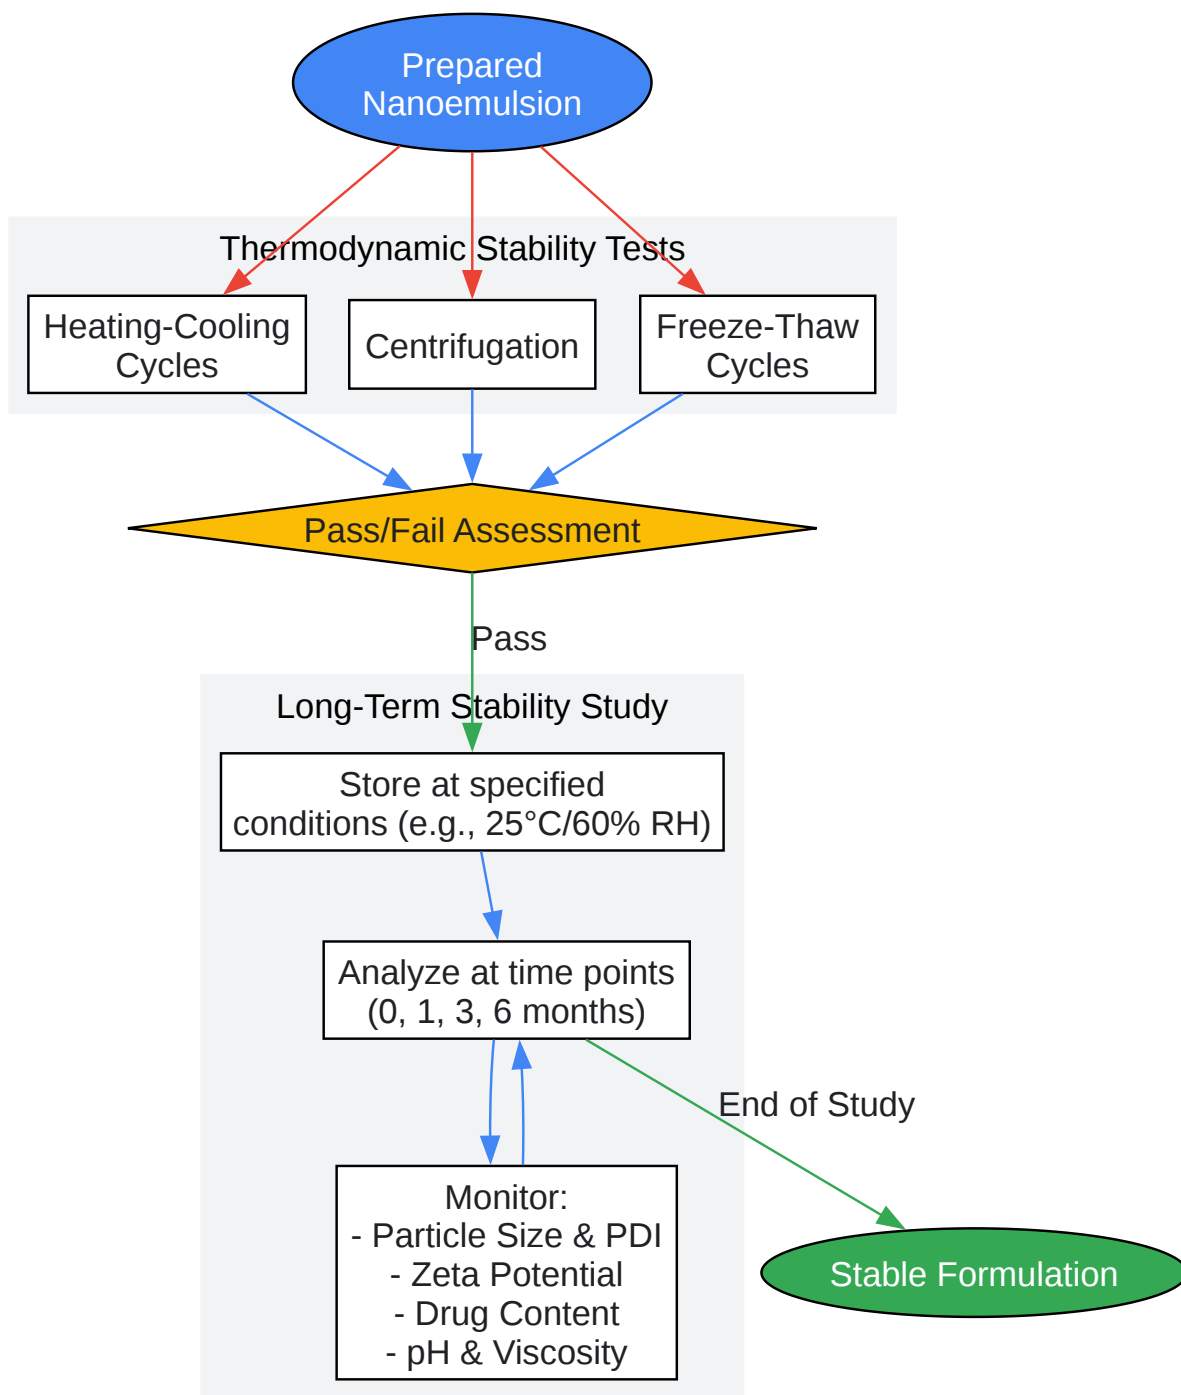 Prepared
Nanoemulsion
Thermodynamic Stability Tests
Heating-Cooling
Cycles
Centrifugation
Freeze-Thaw
Cycles
Pass/Fail Assessment
Pass
Long-Term Stability Study
Store at specified
conditions (e.g., 25°C/60% RH)
Analyze at time points
(0, 1, 3, 6 months)
End of Study
Monitor:
- Particle Size & PDI
- Zeta Potential
- Drug Content
- pH & Viscosity
Stable Formulation